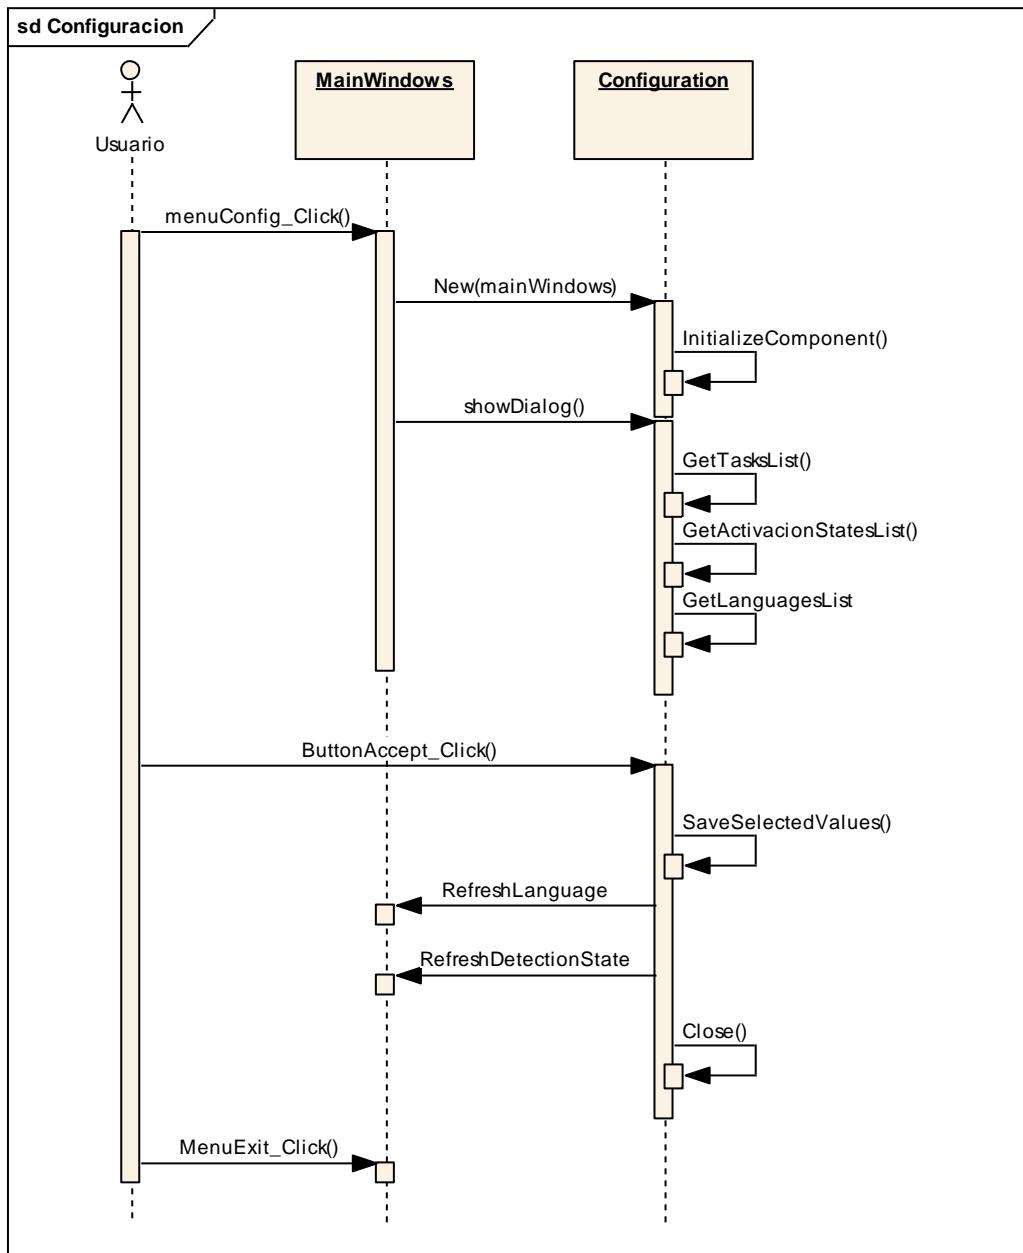 sd Configuracion
Usuario
MainWindows
Configuration
menuConfig_Click()
New(mainWindows)
InitializeComponent()
showDialog()
GetTasksList()
GetActivacionStatesList()
GetLanguagesList
ButtonAccept_Click()
SaveSelectedValues()
RefreshLanguage
RefreshDetectionState
Close()
MenuExit_Click()